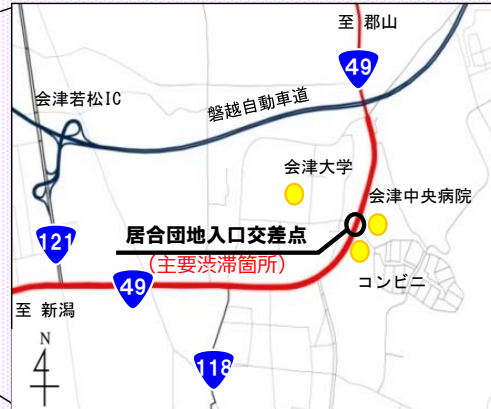 至 郡山
49
会津若松IC
磐越自動車道
会津大学
会津中央病院
居合団地入口交差点
(主要渋滞箇所)
121
コンビニ
49
至 新潟
118
N